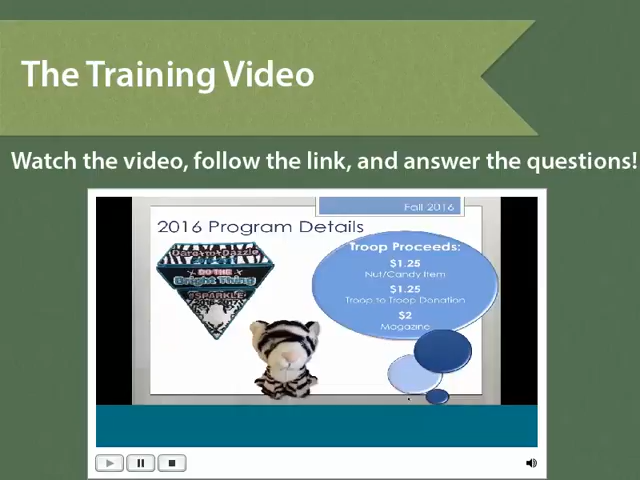 The Training Video
Watch the video, follow the link, and answer the questions!
Fall 2016
2016 Program Details
Dare to Dazzle
DO THE
Bright Thing
#SPARKLE
Troop Proceeds:
$1.25
Nut/Candy Item
$1.25
Troop to Troop Donation
$2
Magazine